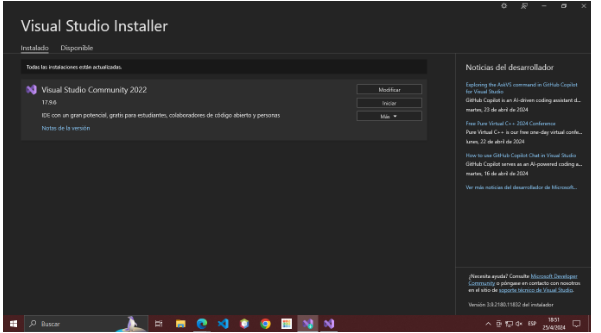 Visual Studio Installer
Instalado Disponible
Todas las instalaciones están actualizadas.
Visual Studio Community 2022
17.9.6
IDE con un gran potencial, gratis para estudiantes, colaboradores de código abierto y personas
Notas de la versión
Modificar
Iniciar
Más
Noticias del desarrollador
Exploring the #askVS command in GitHub Copilot
for Visual Studio
GitHub Copilot is an AI-driven coding assistant d...
martes, 23 de abril de 2024
Free Pure Virtual C++ 2024 Conference
Pure Virtual C++ is our free one-day virtual confe...
lunes, 22 de abril de 2024
How to use GitHub Copilot Chat in Visual Studio
GitHub Copilot serves as an AI-powered coding a...
martes, 16 de abril de 2024
Ver más noticias del desarrollador de Microsoft...
¿Necesita ayuda? Consulte Microsoft Developer
Community o póngase en contacto con nosotros
en el sitio de soporte técnico de Visual Studio.
Versión 3.9.2180.11832 del instalador
Buscar
ESP
18:51
25/4/2024